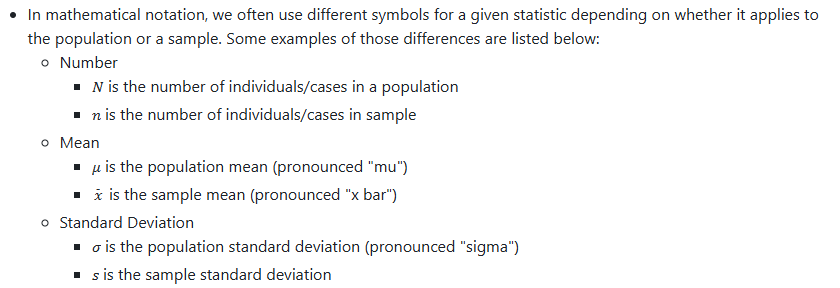 In mathematical notation, we often use different symbols for a given statistic depending on whether it applies to
the population or a sample. Some examples of those differences are listed below:
Number
N is the number of individuals/cases in a population
n is the number of individuals/cases in sample
Mean
μ is the population mean (pronounced "mu")
x̄ is the sample mean (pronounced "x bar")
Standard Deviation
σ is the population standard deviation (pronounced "sigma")
s is the sample standard deviation